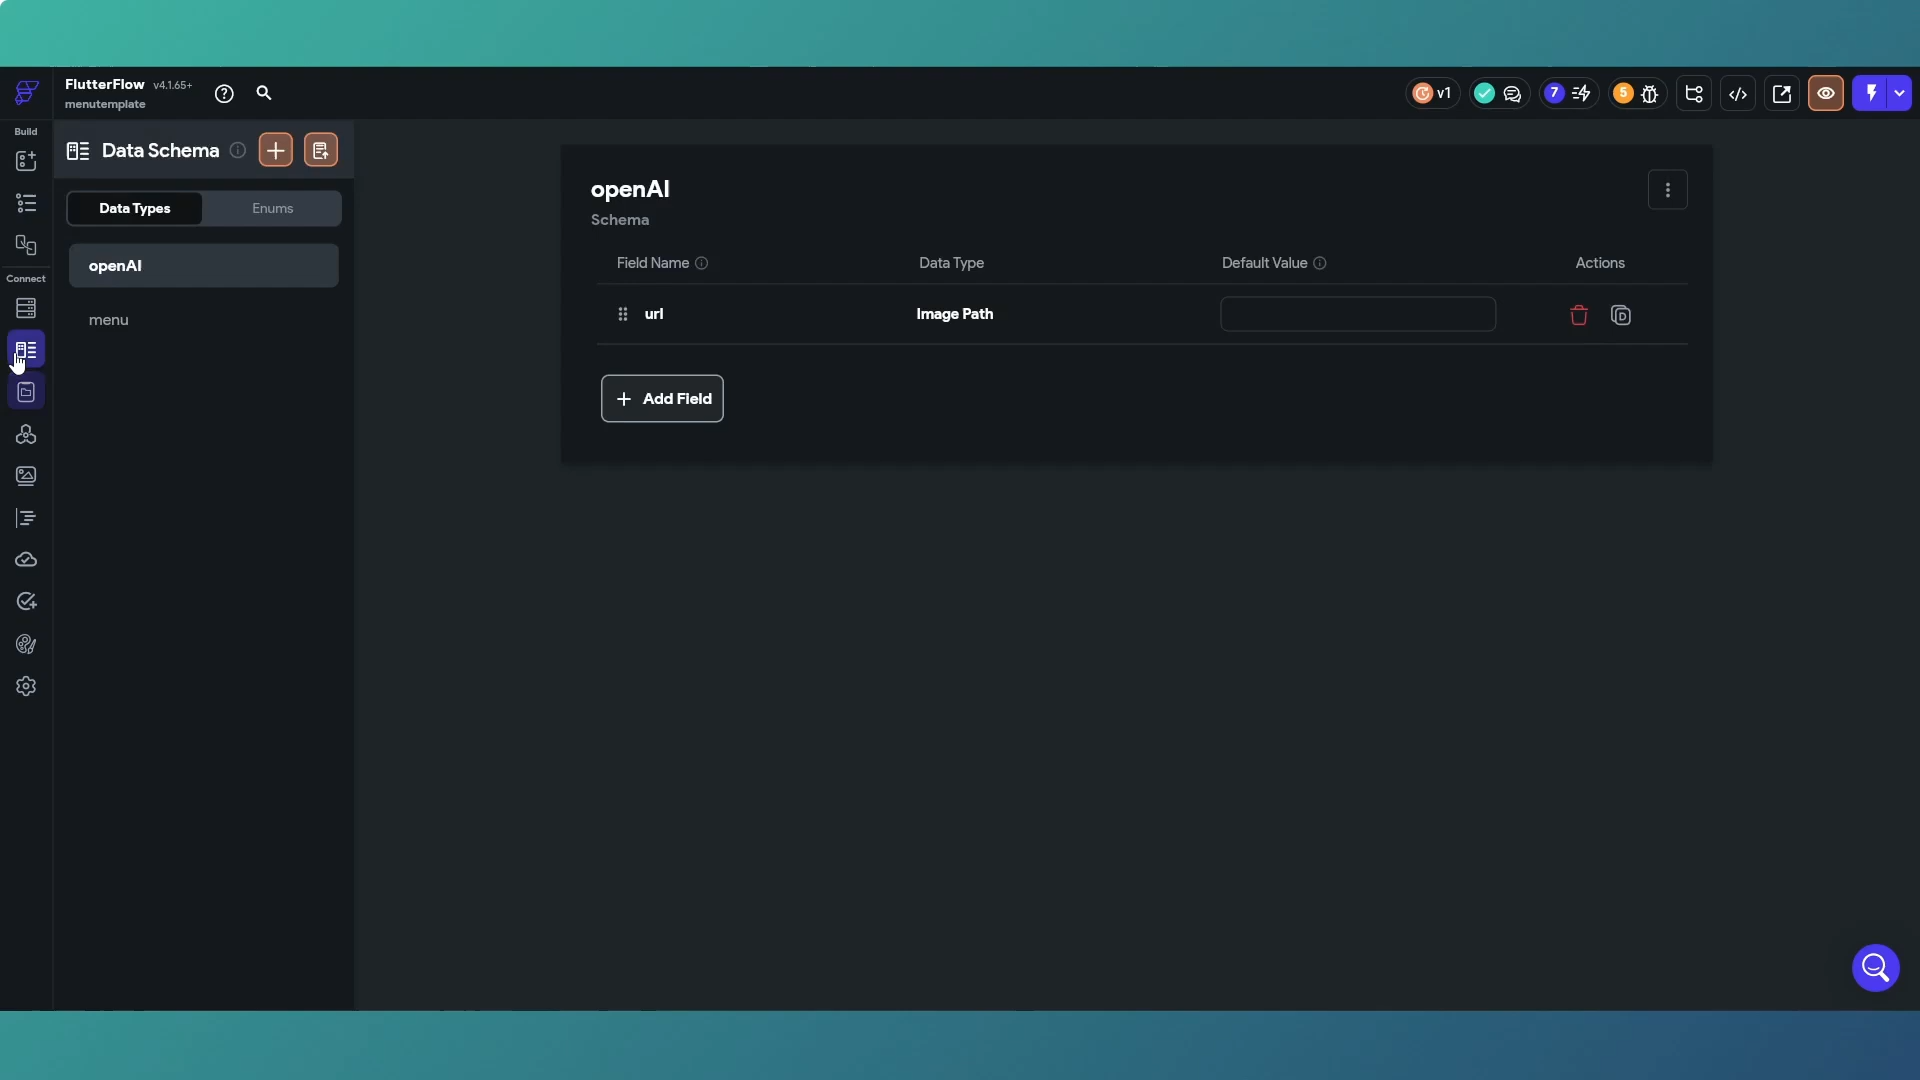 FlutterFlow v4.1.65+
menutemplate
v1
7
5
Build
Connect
Data Schema
Data Types
Enums
openAI
menu
openAI
Schema
Field Name
Data Type
Default Value
Actions
url
Image Path
+ Add Field